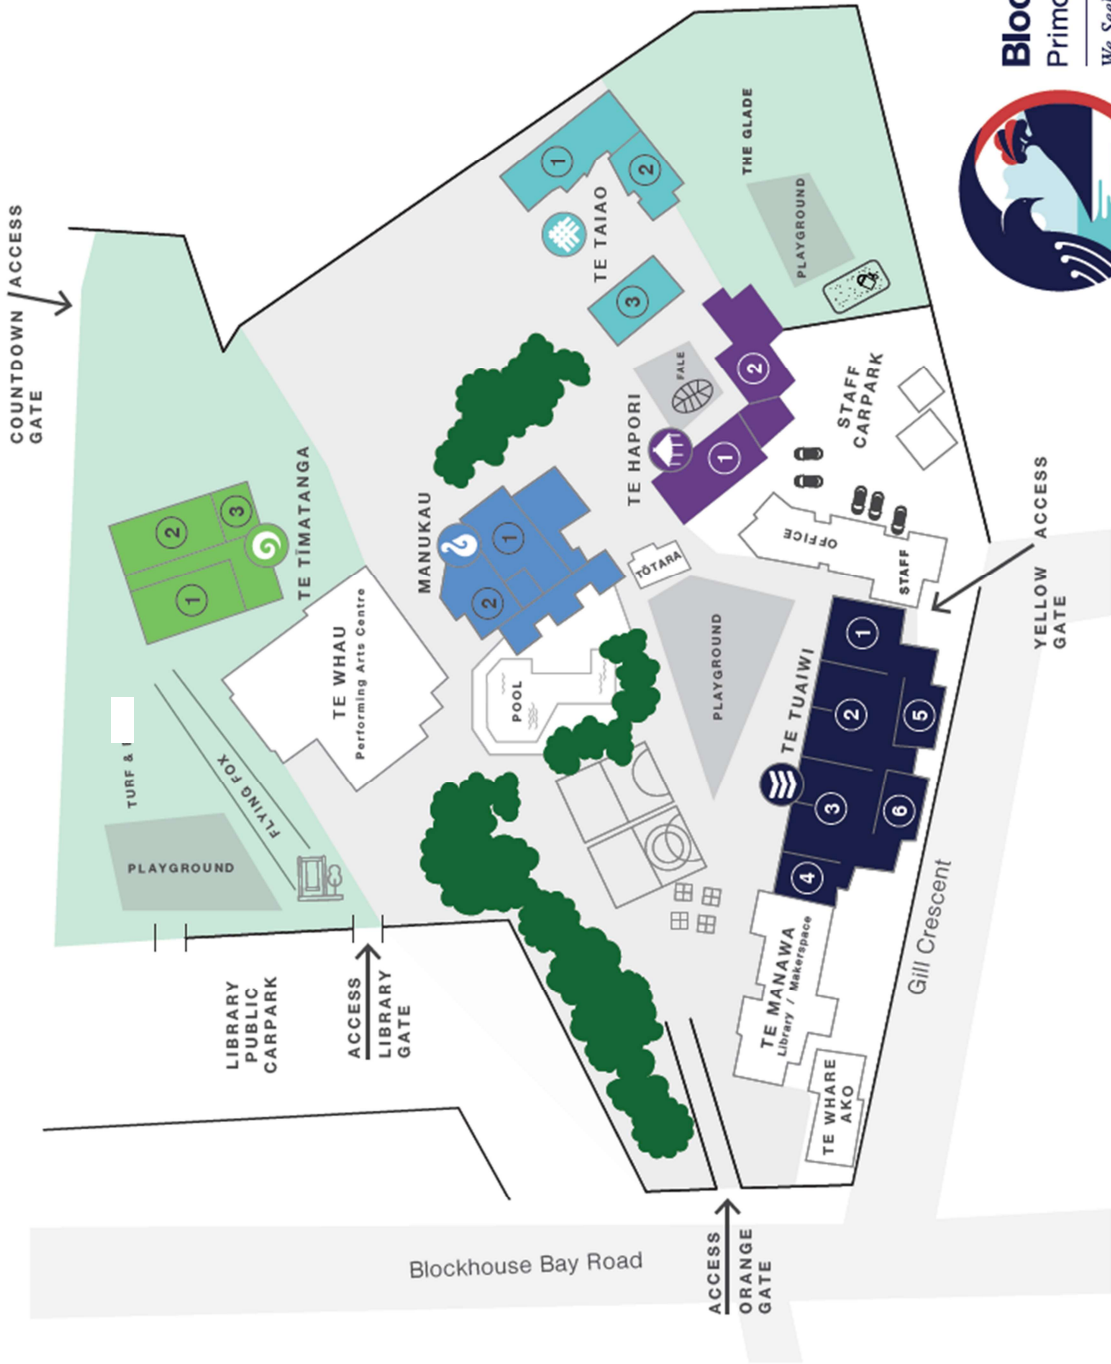 COUNTDOWN ACCESS
GATE
TE TĪMATANGA
1
2
3
TURF &
PLAYGROUND
FLYING FOX
LIBRARY
PUBLIC
CARPARK
ACCESS
LIBRARY
GATE
TE WHAU
Performing Arts Centre
MANUKAU
1
2
POOL
TŌTARA
TE TAIAO
1
2
3
THE GLADE
PLAYGROUND
TE HAPORI
FALE
1
2
STAFF
CARPARK
OFFICE
STAFF
PLAYGROUND
TE TUAIWI
1
2
3
4
5
6
TE MANAWA
Library / Makerspace
TE WHARE
AKO
YELLOW ACCESS
GATE
Gill Crescent
Blockhouse Bay Road
ACCESS
ORANGE
GATE
We